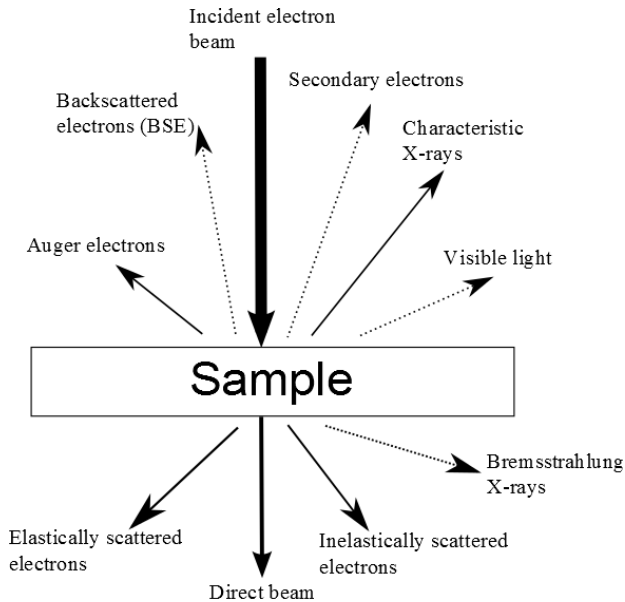 Incident electron
beam
Secondary electrons
Backscattered
electrons (BSE)
Characteristic
X-rays
Auger electrons
Visible light
Sample
Bremsstrahlung
X-rays
Elastically scattered
electrons
Inelastically scattered
electrons
Direct beam